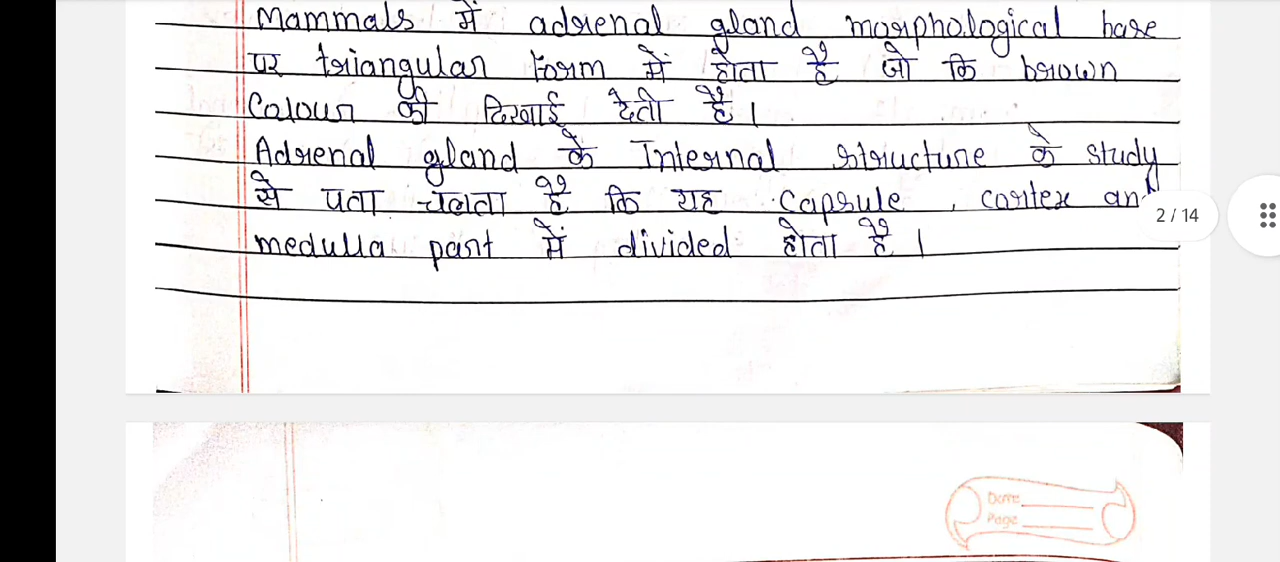 Mammals में adrenal gland morphological base
पर triangular form में होता है जो कि brown
Colour की दिखाई देती है।
Adrenal gland के Internal structure के study
से पता चलता है कि यह capsule, cortex and
2 / 14
medulla part में divided होता है।
Date
Page